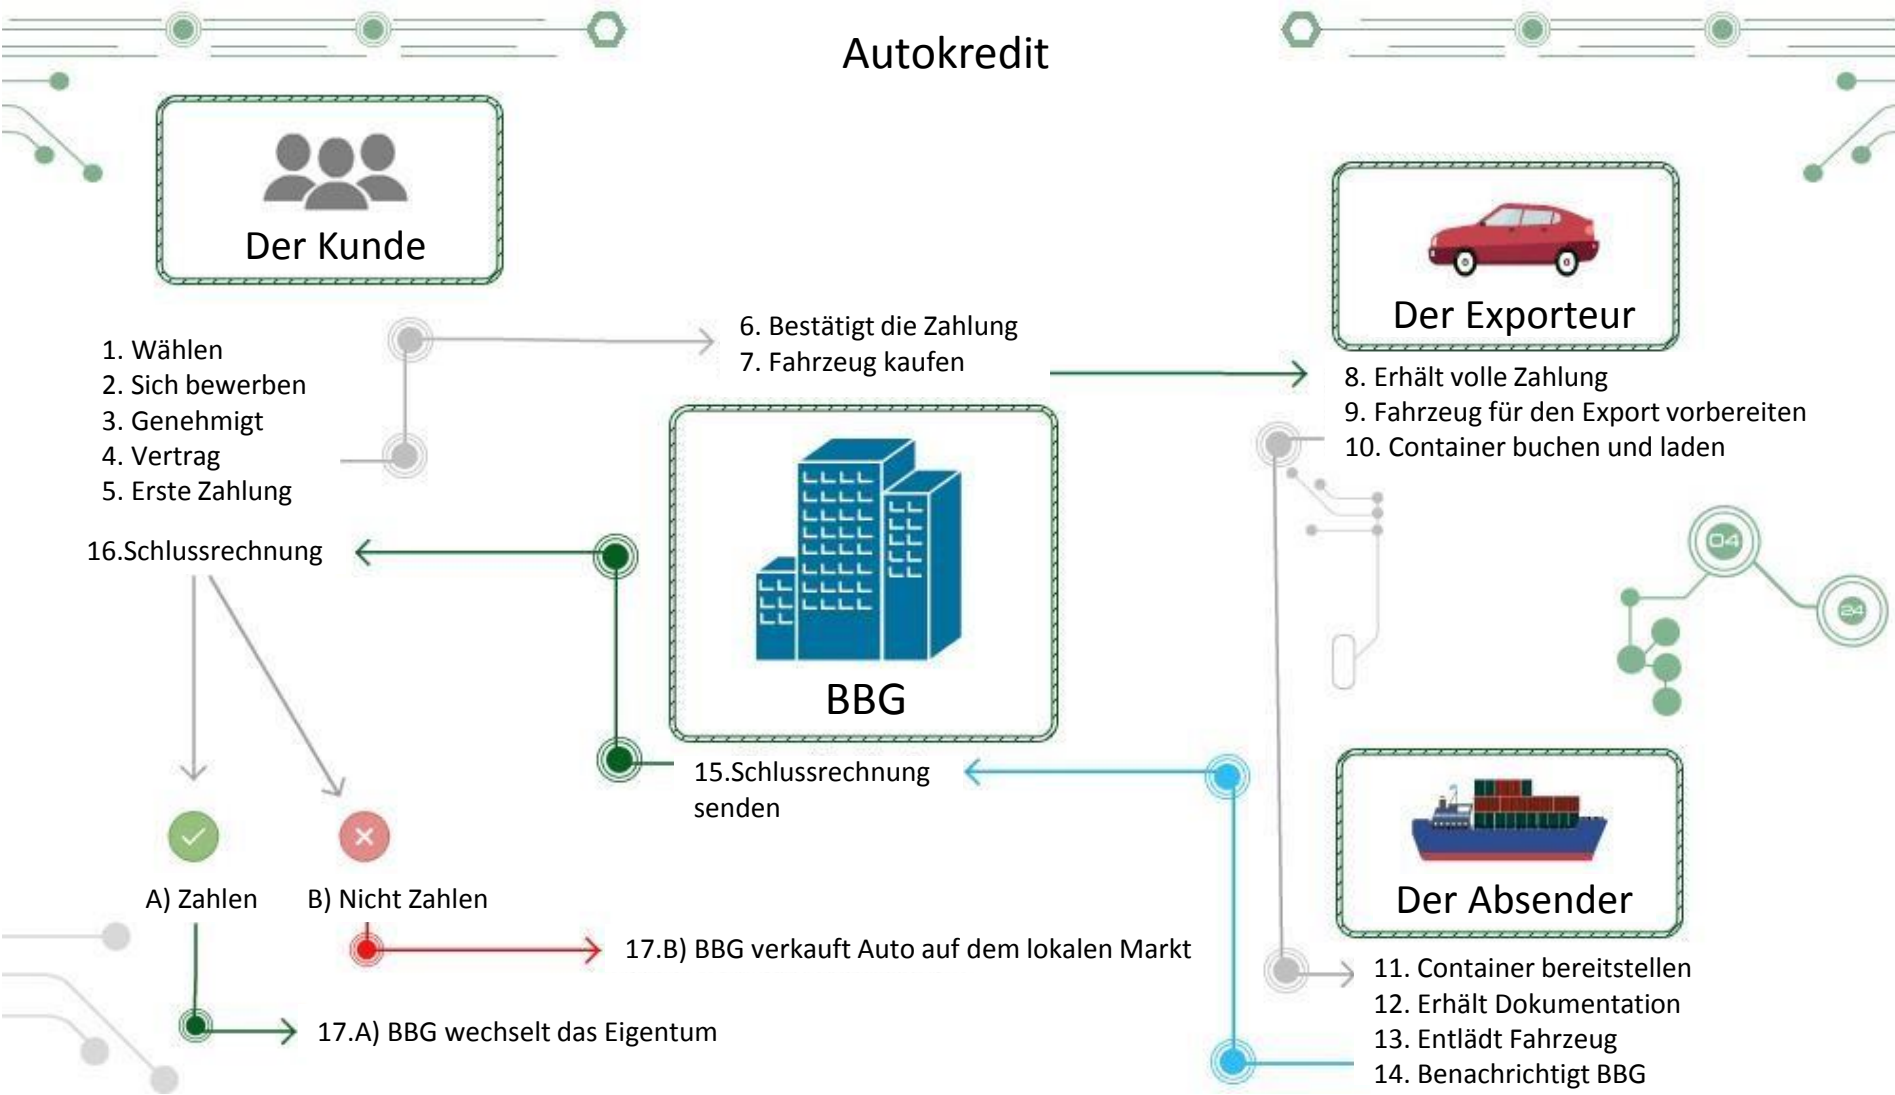 Autokredit
Der Kunde
1. Wählen
2. Sich bewerben
3. Genehmigt
4. Vertrag
5. Erste Zahlung
6. Bestätigt die Zahlung
7. Fahrzeug kaufen
Der Exporteur
8. Erhält volle Zahlung
9. Fahrzeug für den Export vorbereiten
10. Container buchen und laden
BBG
04
24
Der Absender
11. Container bereitstellen
12. Erhält Dokumentation
13. Entlädt Fahrzeug
14. Benachrichtigt BBG
15.Schlussrechnung
senden
16.Schlussrechnung
A) Zahlen
B) Nicht Zahlen
17.B) BBG verkauft Auto auf dem lokalen Markt
17.A) BBG wechselt das Eigentum